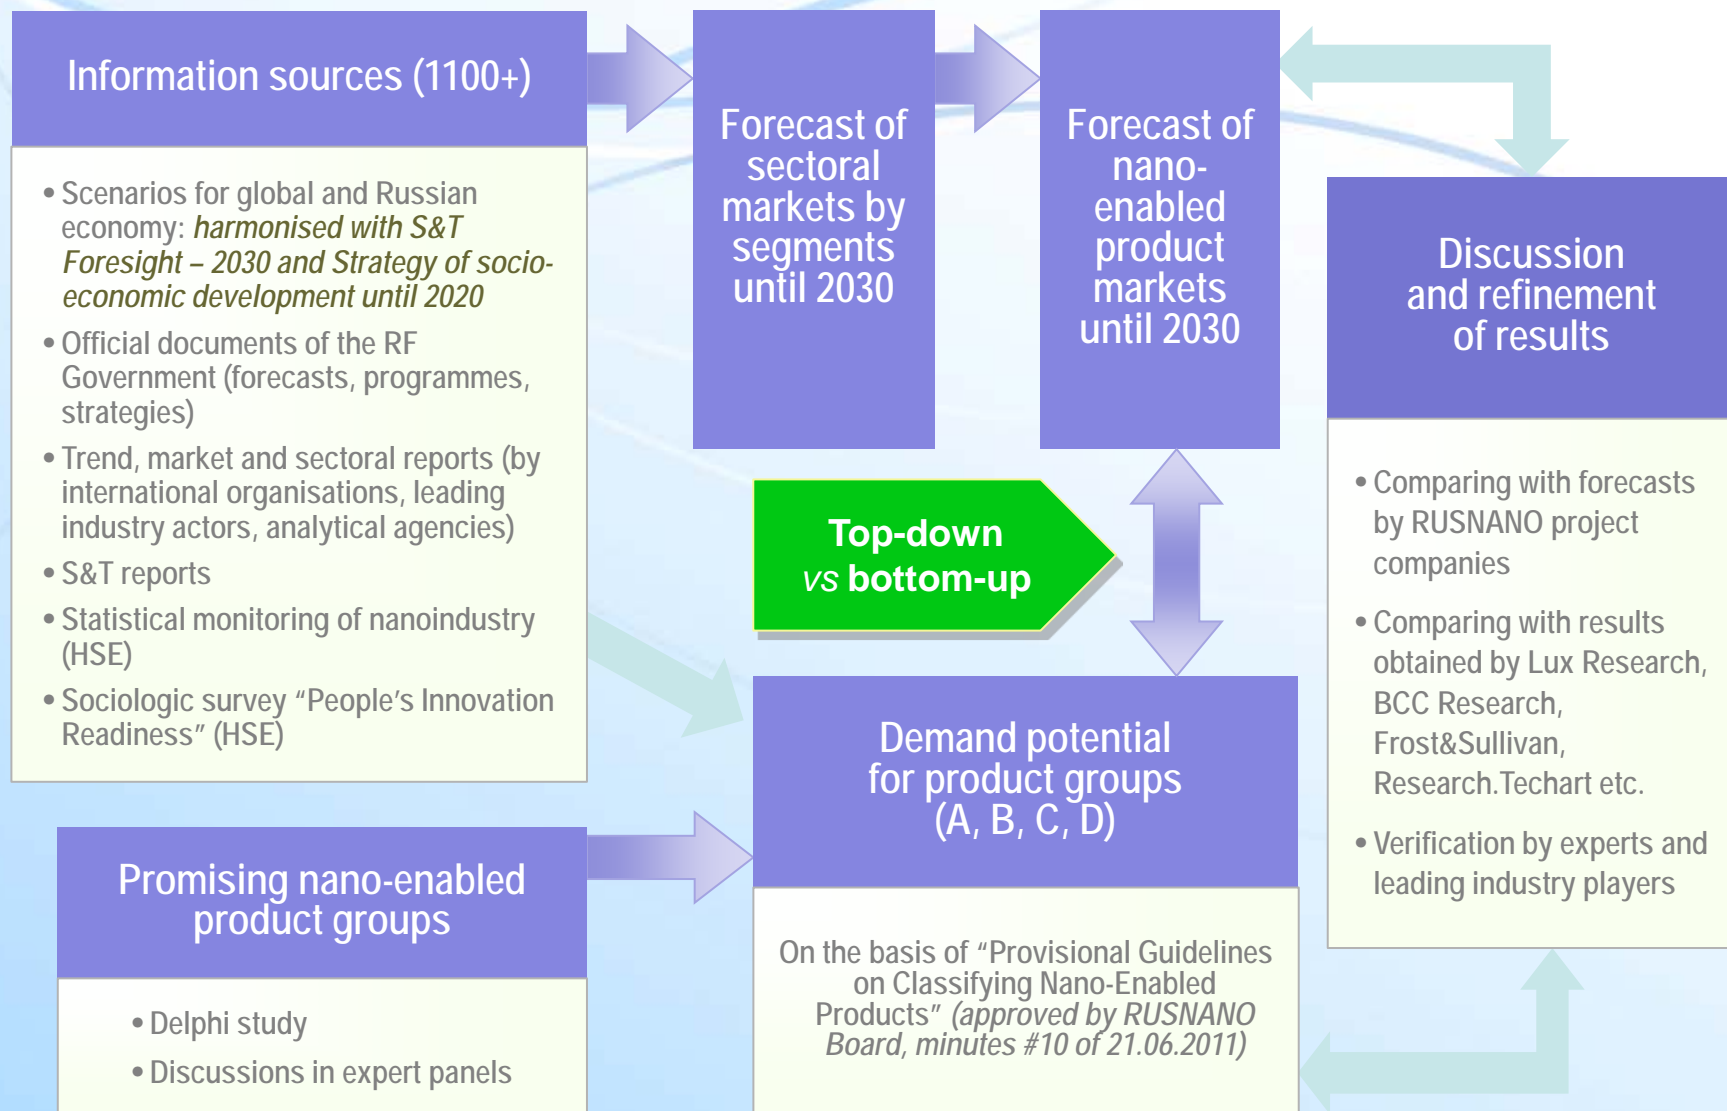 Information sources (1100+)
• Scenarios for global and Russian
economy: harmonised with S&T
Foresight – 2030 and Strategy of socio-
economic development until 2020
• Official documents of the RF
Government (forecasts, programmes,
strategies)
• Trend, market and sectoral reports (by
international organisations, leading
industry actors, analytical agencies)
• S&T reports
• Statistical monitoring of nanoindustry
(HSE)
• Sociologic survey “People’s Innovation
Readiness” (HSE)
Forecast of
sectoral
markets by
segments
until 2030
Forecast of
nano-
enabled
product
markets
until 2030
Discussion
and refinement
of results
• Comparing with forecasts
by RUSNANO project
companies
• Comparing with results
obtained by Lux Research,
BCC Research,
Frost&Sullivan,
Research.Techart etc.
• Verification by experts and
leading industry players
Top-down
vs bottom-up
Demand potential
for product groups
(A, B, C, D)
On the basis of “Provisional Guidelines
on Classifying Nano-Enabled
Products” (approved by RUSNANO
Board, minutes #10 of 21.06.2011)
Promising nano-enabled
product groups
• Delphi study
• Discussions in expert panels